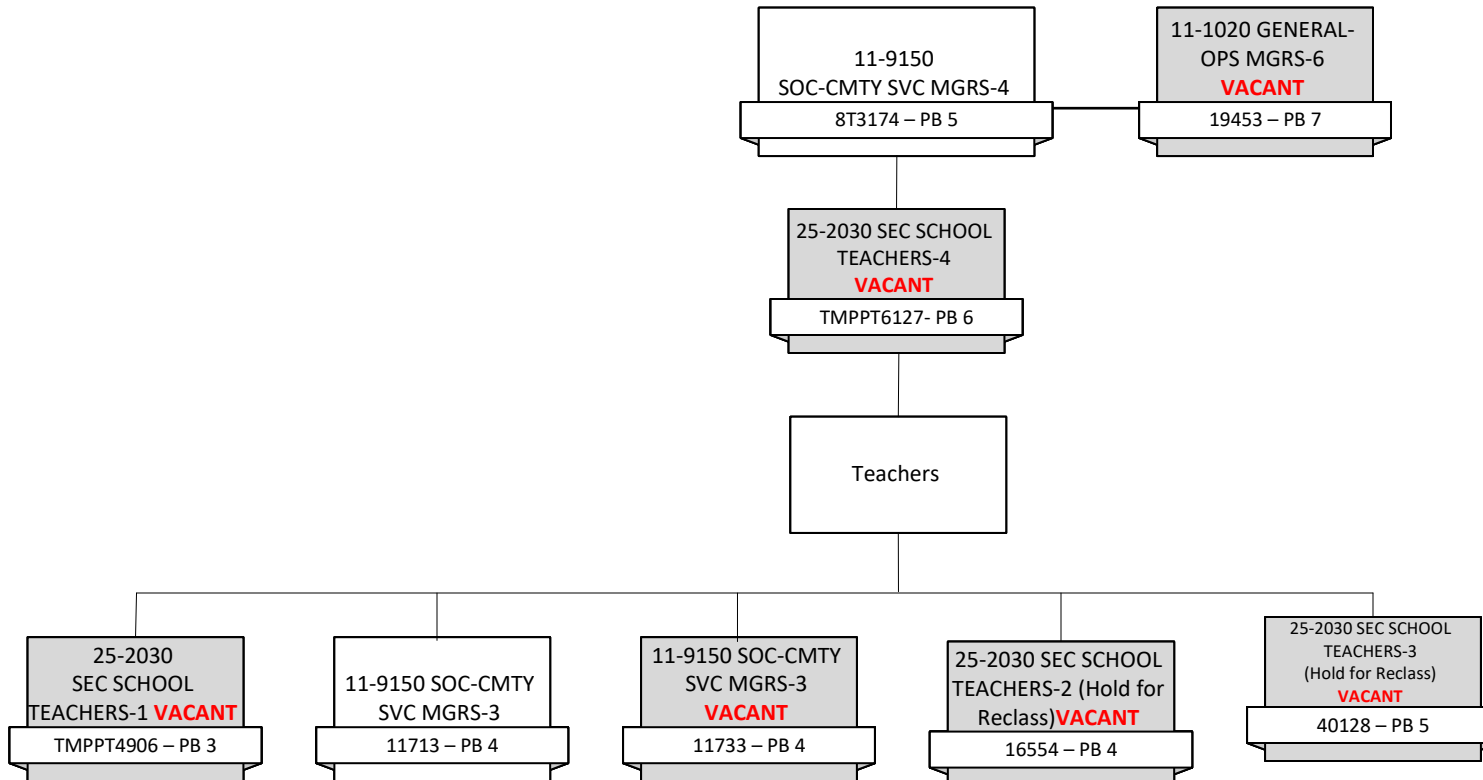 11-9150
SOC-CMTY SVC MGRS-4
8T3174 – PB 5
11-1020 GENERAL-
OPS MGRS-6
VACANT
19453 – PB 7
25-2030 SEC SCHOOL
TEACHERS-4
VACANT
TMPPT6127- PB 6
Teachers
25-2030
SEC SCHOOL
TEACHERS-1 VACANT
TMPPT4906 – PB 3
11-9150 SOC-CMTY
SVC MGRS-3
11713 – PB 4
11-9150 SOC-CMTY
SVC MGRS-3
VACANT
11733 – PB 4
25-2030 SEC SCHOOL
TEACHERS-2 (Hold for
Reclass)VACANT
16554 – PB 4
25-2030 SEC SCHOOL
TEACHERS-3
(Hold for Reclass)
VACANT
40128 – PB 5